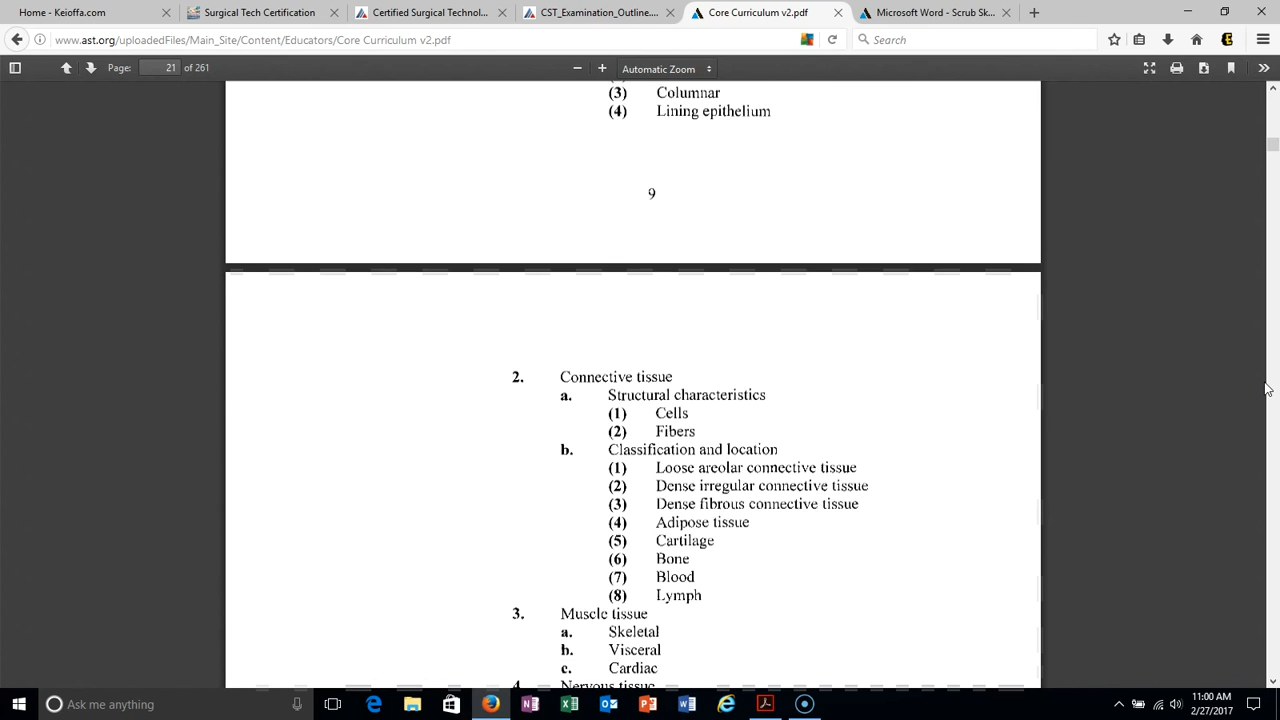 Home - Keioffa.com
Surgical Tech Certification
Certified Surgical Technol...
CST_Examination_Outline...
Core Curriculum v2.pdf
Microsoft Word - Scrub Sk...
www.ast.org/uploadedFiles/Main_Site/Content/Educators/Core Curriculum v2.pdf
Search
Page: 21 of 261
Automatic Zoom
(3) Columnar
(4) Lining epithelium
9
2. Connective tissue
a. Structural characteristics
(1) Cells
(2) Fibers
b. Classification and location
(1) Loose areolar connective tissue
(2) Dense irregular connective tissue
(3) Dense fibrous connective tissue
(4) Adipose tissue
(5) Cartilage
(6) Bone
(7) Blood
(8) Lymph
3. Muscle tissue
a. Skeletal
b. Visceral
c. Cardiac
4. Nervous tissue
Ask me anything
11:00 AM
2/27/2017